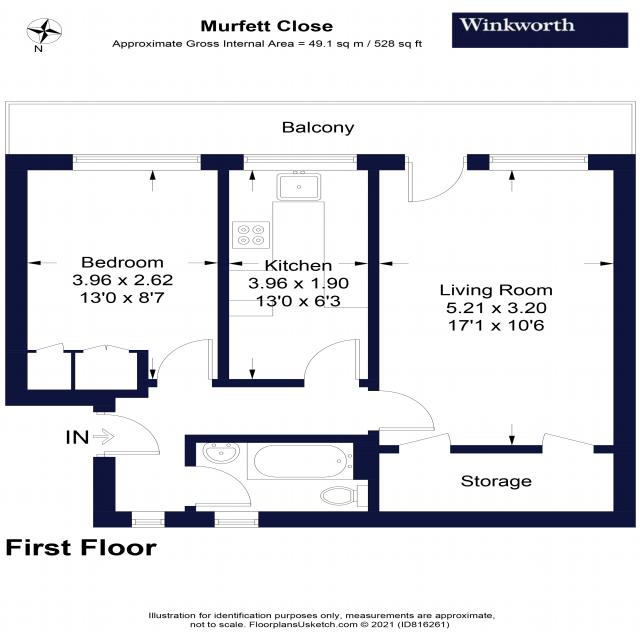 Murfett Close
Approximate Gross Internal Area = 49.1 sq m / 528 sq ft
Winkworth
N
Balcony
Bedroom
3.96 x 2.62
13'0 x 8'7
Kitchen
3.96 x 1.90
13'0 x 6'3
Living Room
5.21 x 3.20
17'1 x 10'6
IN
Storage
First Floor
Illustration for identification purposes only, measurements are approximate,
not to scale. FloorplansUsketch.com © 2021 (ID816261)